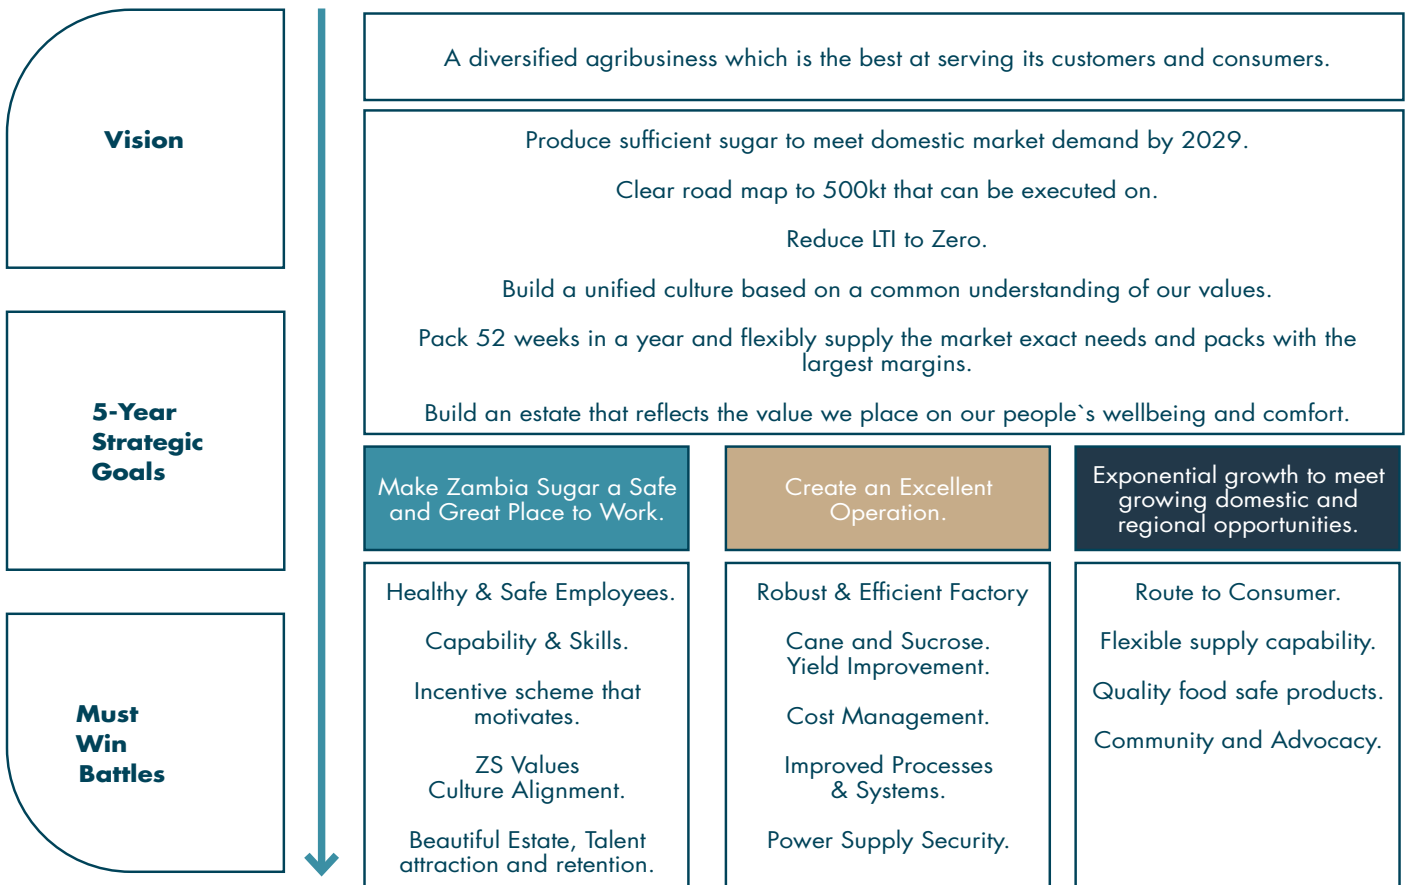 Vision
A diversified agribusiness which is the best at serving its customers and consumers.
Produce sufficient sugar to meet domestic market demand by 2029.
Clear road map to 500kt that can be executed on.
Reduce LTI to Zero.
Build a unified culture based on a common understanding of our values.
Pack 52 weeks in a year and flexibly supply the market exact needs and packs with the
largest margins.
Build an estate that reflects the value we place on our people`s wellbeing and comfort.
5-Year
Strategic
Goals
Make Zambia Sugar a Safe
and Great Place to Work.
Create an Excellent
Operation.
Exponential growth to meet
growing domestic and
regional opportunities.
Must
Win
Battles
Healthy & Safe Employees.
Capability & Skills.
Incentive scheme that
motivates.
ZS Values
Culture Alignment.
Beautiful Estate, Talent
attraction and retention.
Robust & Efficient Factory
Cane and Sucrose.
Yield Improvement.
Cost Management.
Improved Processes
& Systems.
Power Supply Security.
Route to Consumer.
Flexible supply capability.
Quality food safe products.
Community and Advocacy.